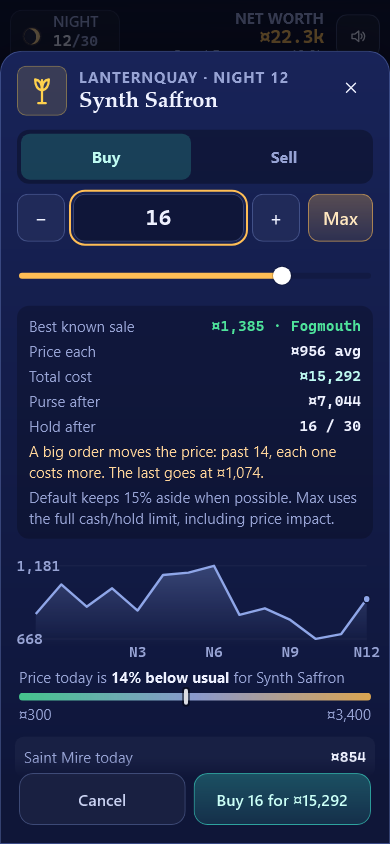 NIGHT
12/30
NET WORTH
¤22.3k
LANTERNQUAY · NIGHT 12
Synth Saffron
×
Buy
Sell
−
16
+
Max
Best known sale
¤1,385 · Fogmouth
Price each
¤956 avg
Total cost
¤15,292
Purse after
¤7,044
Hold after
16 / 30
A big order moves the price: past 14, each one
costs more. The last goes at ¤1,074.
Default keeps 15% aside when possible. Max uses
the full cash/hold limit, including price impact.
1,181
668
N3
N6
N9
N12
Price today is 14% below usual for Synth Saffron
¤300
¤3,400
Saint Mire today
¤854
Cancel
Buy 16 for ¤15,292